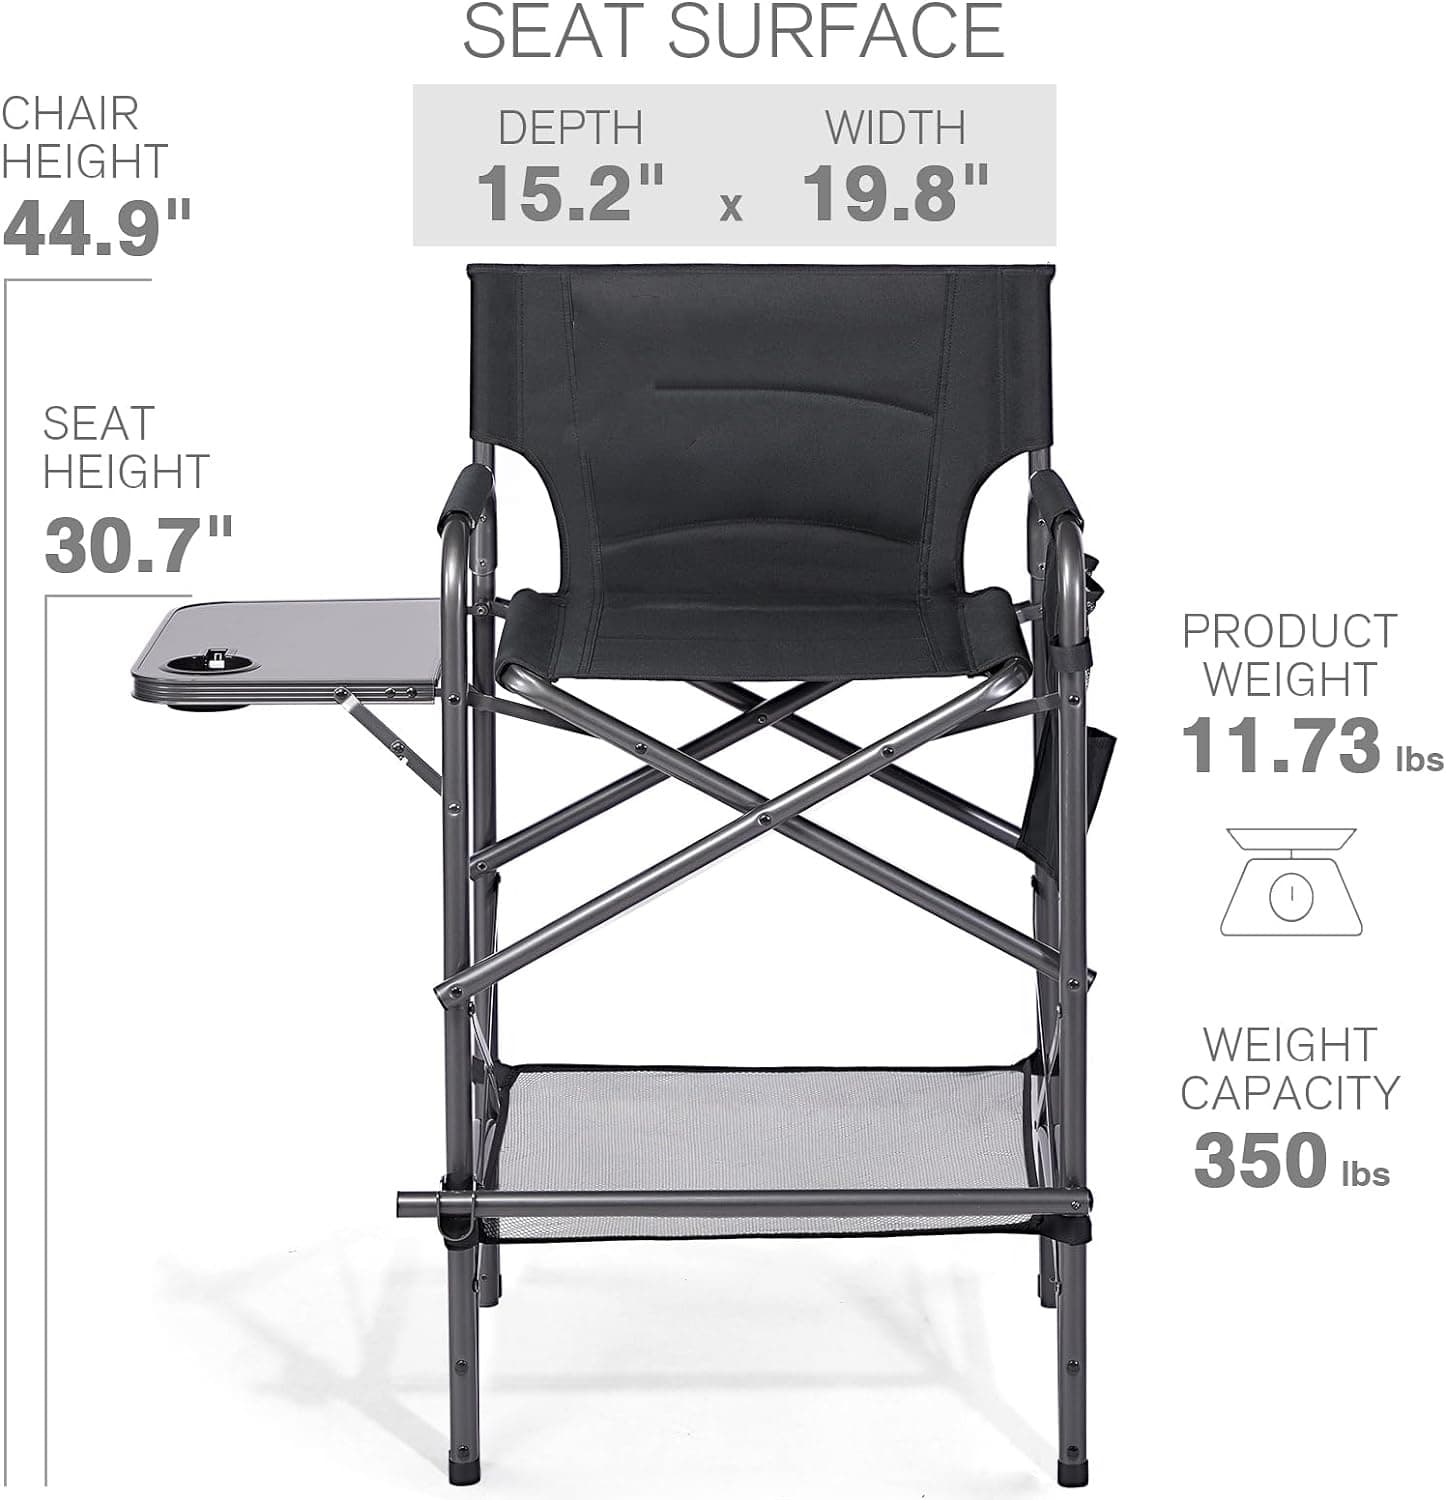 SEAT SURFACE
DEPTH WIDTH
15.2" x 19.8"
CHAIR
HEIGHT
44.9"
SEAT
HEIGHT
30.7"
PRODUCT
WEIGHT
11.73 lbs
WEIGHT
CAPACITY
350 lbs